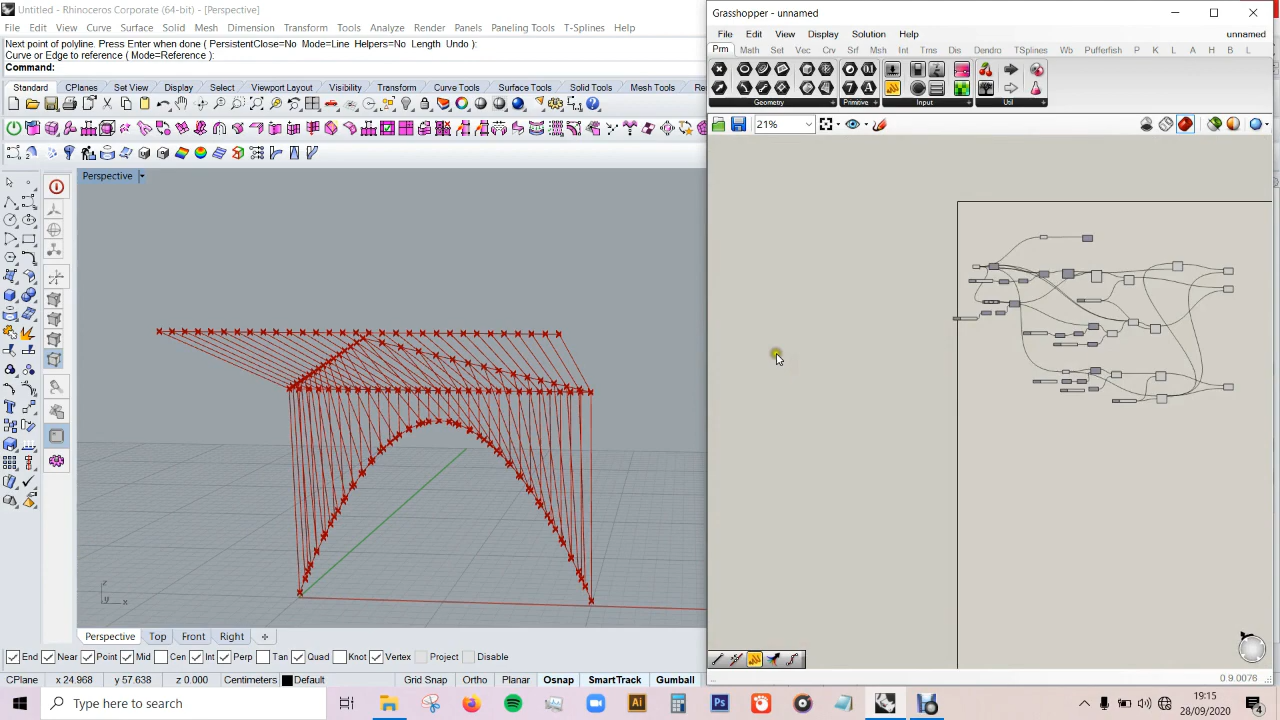 Untitled - Rhinoceros Corporate (64-bit) - [Perspective]
File Edit View Curve Surface Solid Mesh Dimension Transform Tools Analyze Render Panels Paneling Tools T-Splines
Next point of polyline. Press Enter when done ( PersistentClose=No Mode=Line Helpers=No Length Undo ):
Curve or Edge to reference ( Mode=Reference ):
Command:
Standard CPlanes Set View Display Select Viewport Layout Visibility Transform Curve Tools Surface Tools Solid Tools Mesh Tools Re
Perspective
z
y
x
Perspective Top Front Right
End Near Point Mid Cen Int Perp Tan Quad Knot Vertex Project Disable
CPlane x 24.968 y 57.638 z 0.000 Centimeters Default Grid Snap Ortho Planar Osnap SmartTrack Gumball
Grasshopper - unnamed
File Edit View Display Solution Help unnamed
Prm Math Set Vec Crv Srf Msh Int Trns Dis Dendro TSplines Wb Pufferfish P K L A H B L
Geometry Primitive Input Util
21%
0.9.0076
Type here to search
Ai
Ps
19:15
28/09/2020
4